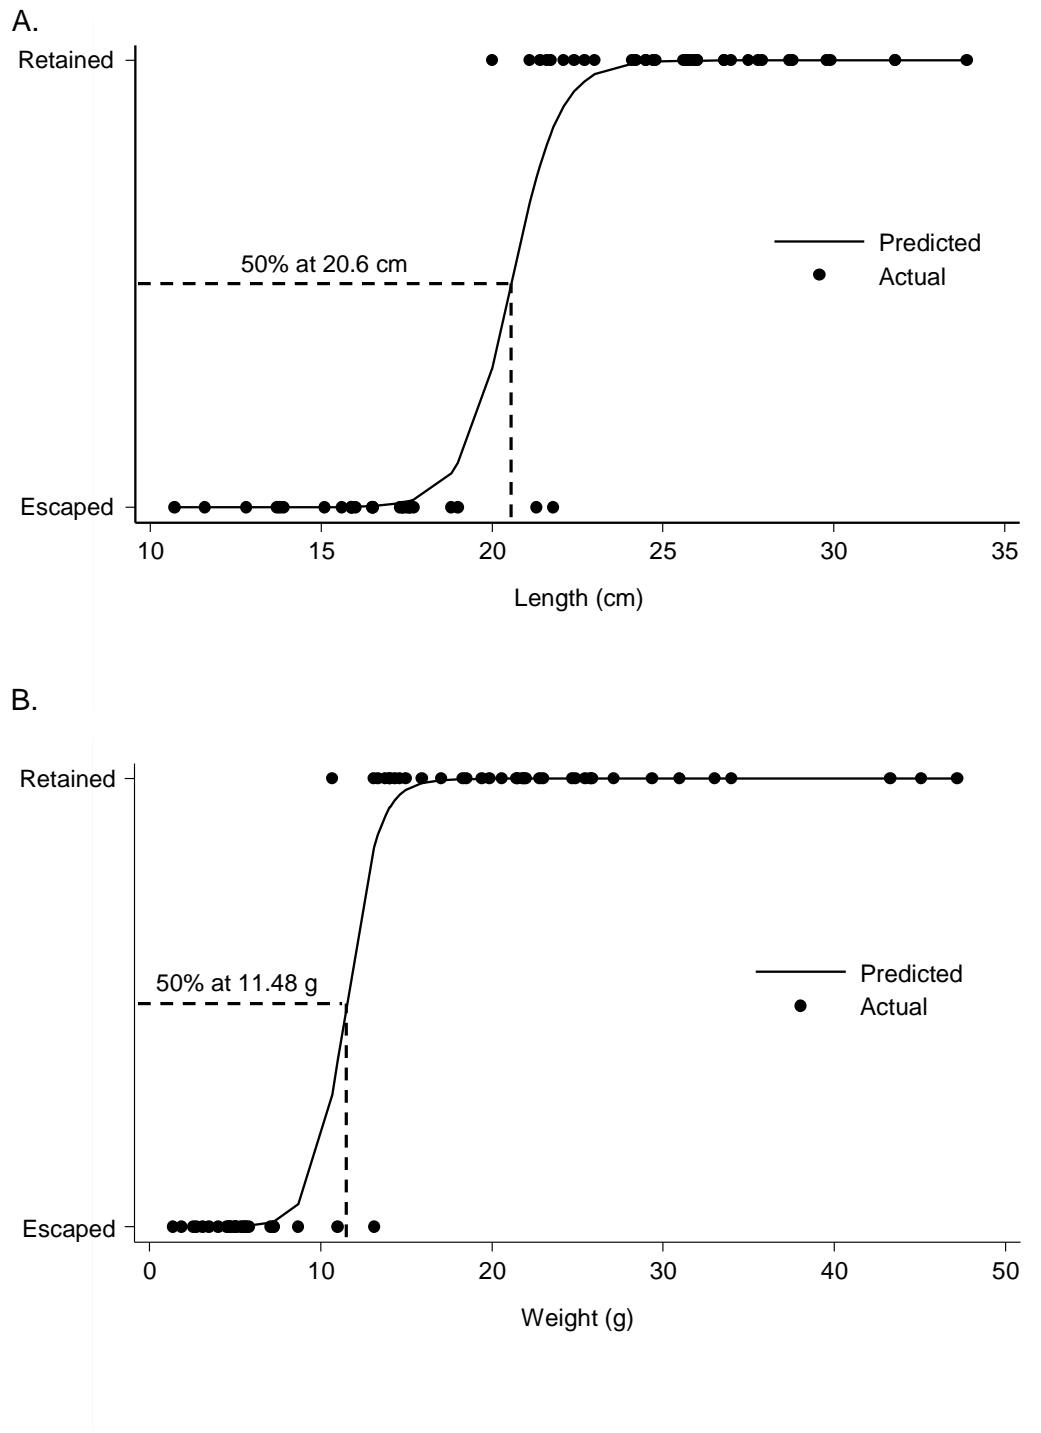 A.
Retained
50% at 20.6 cm
Predicted
Actual
Escaped
10 15 20 25 30 35
Length (cm)
B.
Retained
50% at 11.48 g
Predicted
Actual
Escaped
0 10 20 30 40 50
Weight (g)